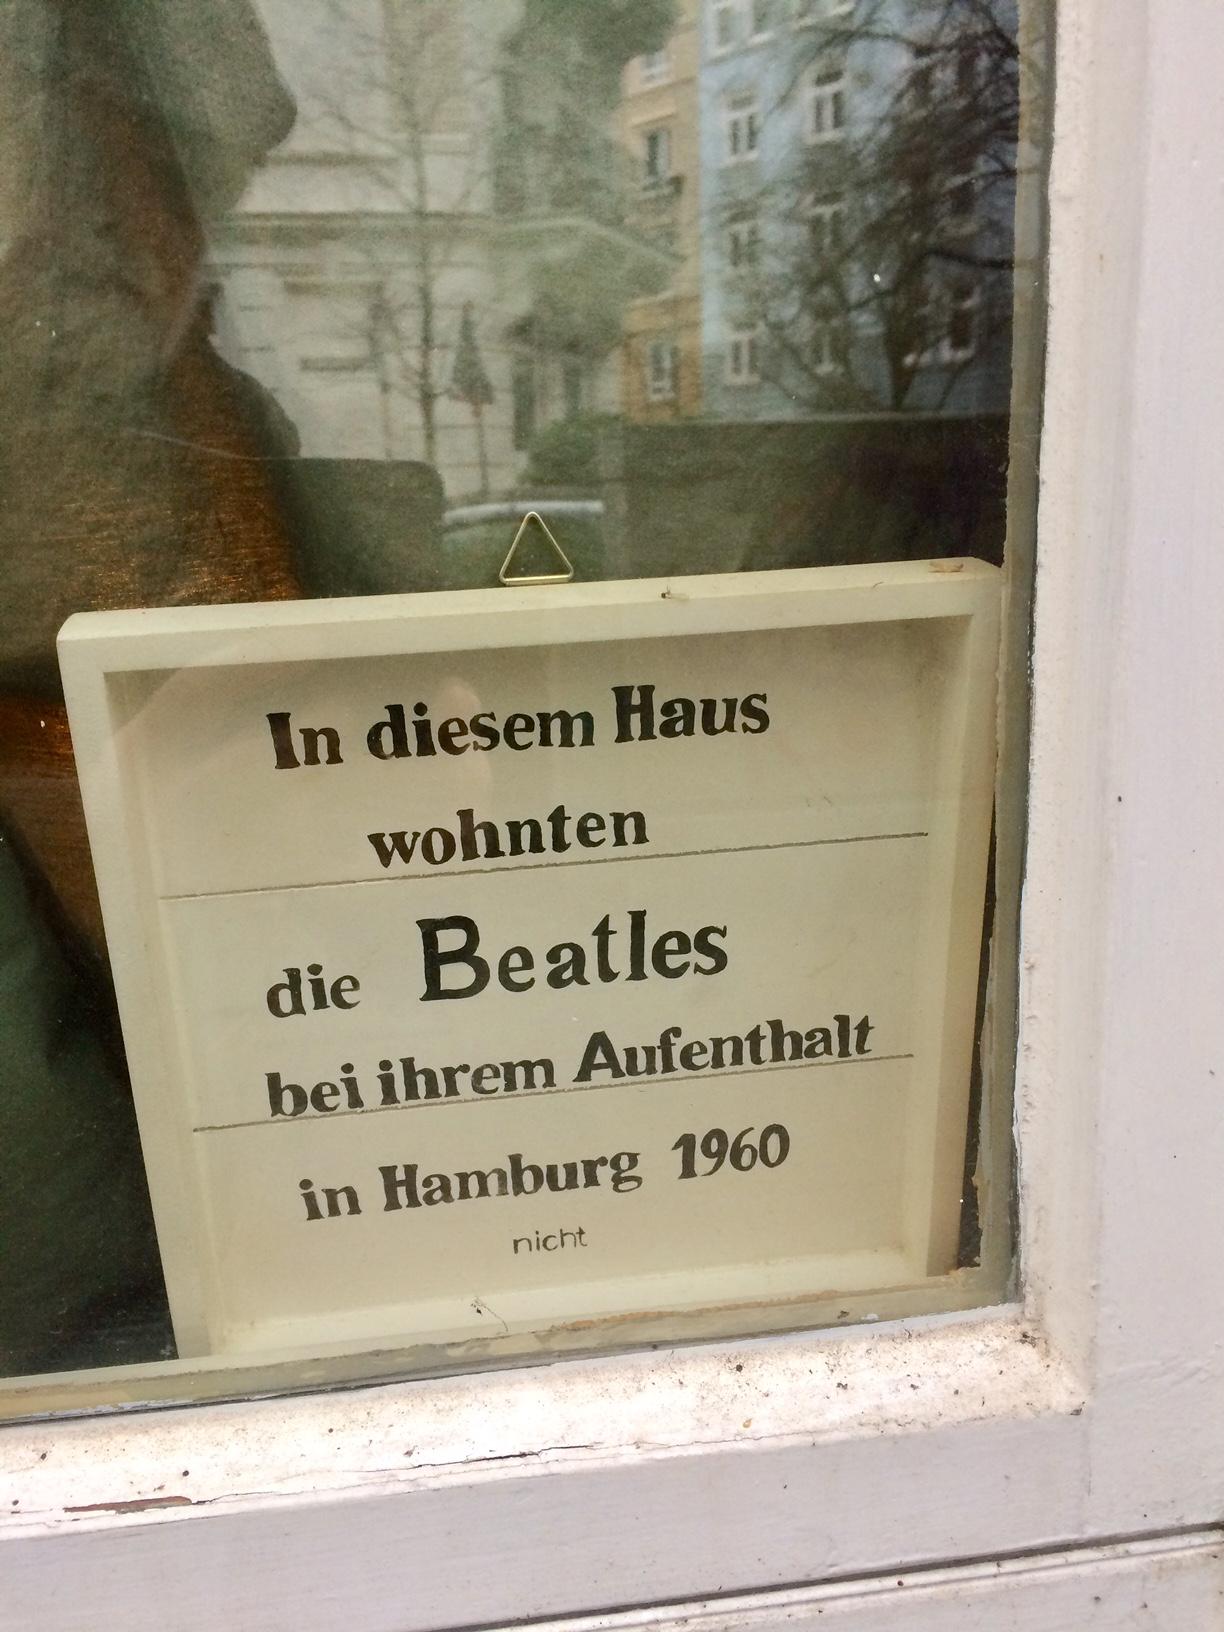 In diesem Haus
wohnten
die Beatles
bei ihrem Aufenthalt
in Hamburg 1960
nicht